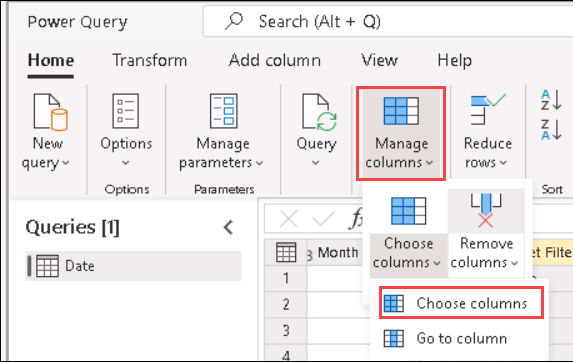 Power Query
Search (Alt + Q)
Home Transform Add column View Help
New query
Options
Manage parameters
Query
Manage columns
Reduce rows
Options
Parameters
Sort
Queries [1]
Date
Choose columns
Remove columns
Month
1
2
3
4
Choose columns
Go to column